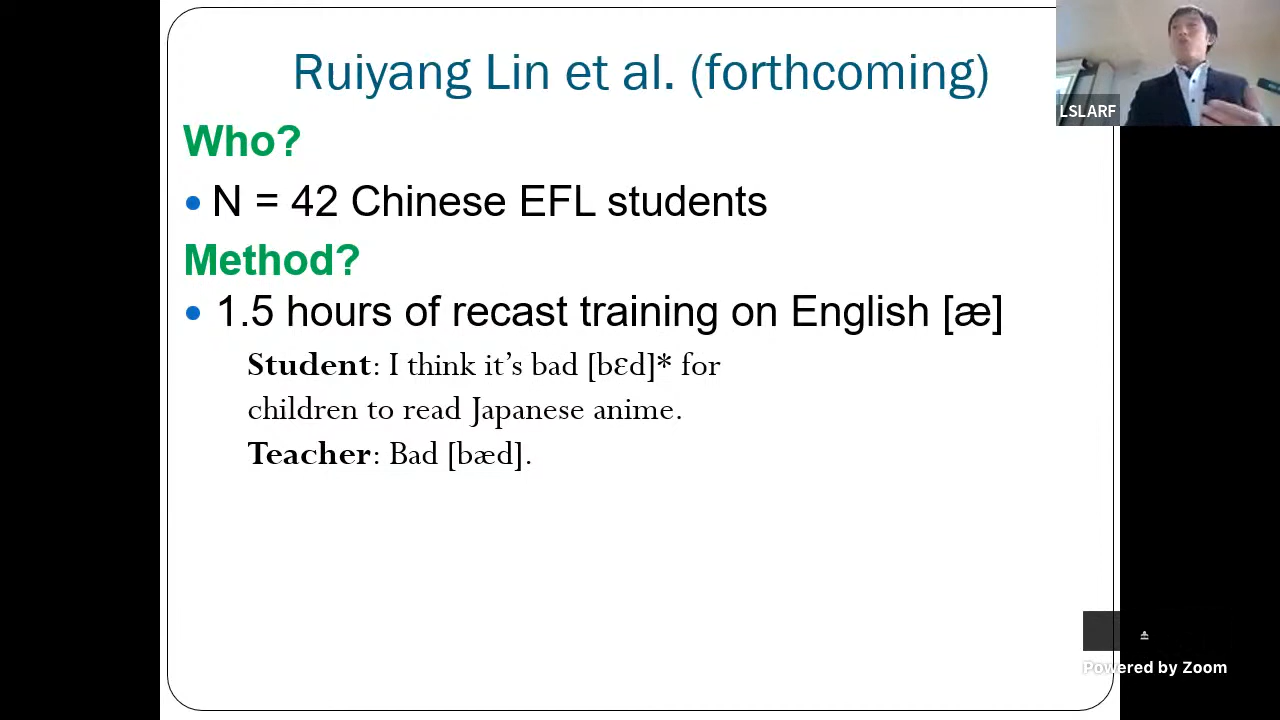 Ruiyang Lin et al. (forthcoming)
LSLARF
Who?
• N = 42 Chinese EFL students
Method?
• 1.5 hours of recast training on English [æ]
Student: I think it’s bad [bɛd]* for
children to read Japanese anime.
Teacher: Bad [bæd].
Powered by Zoom